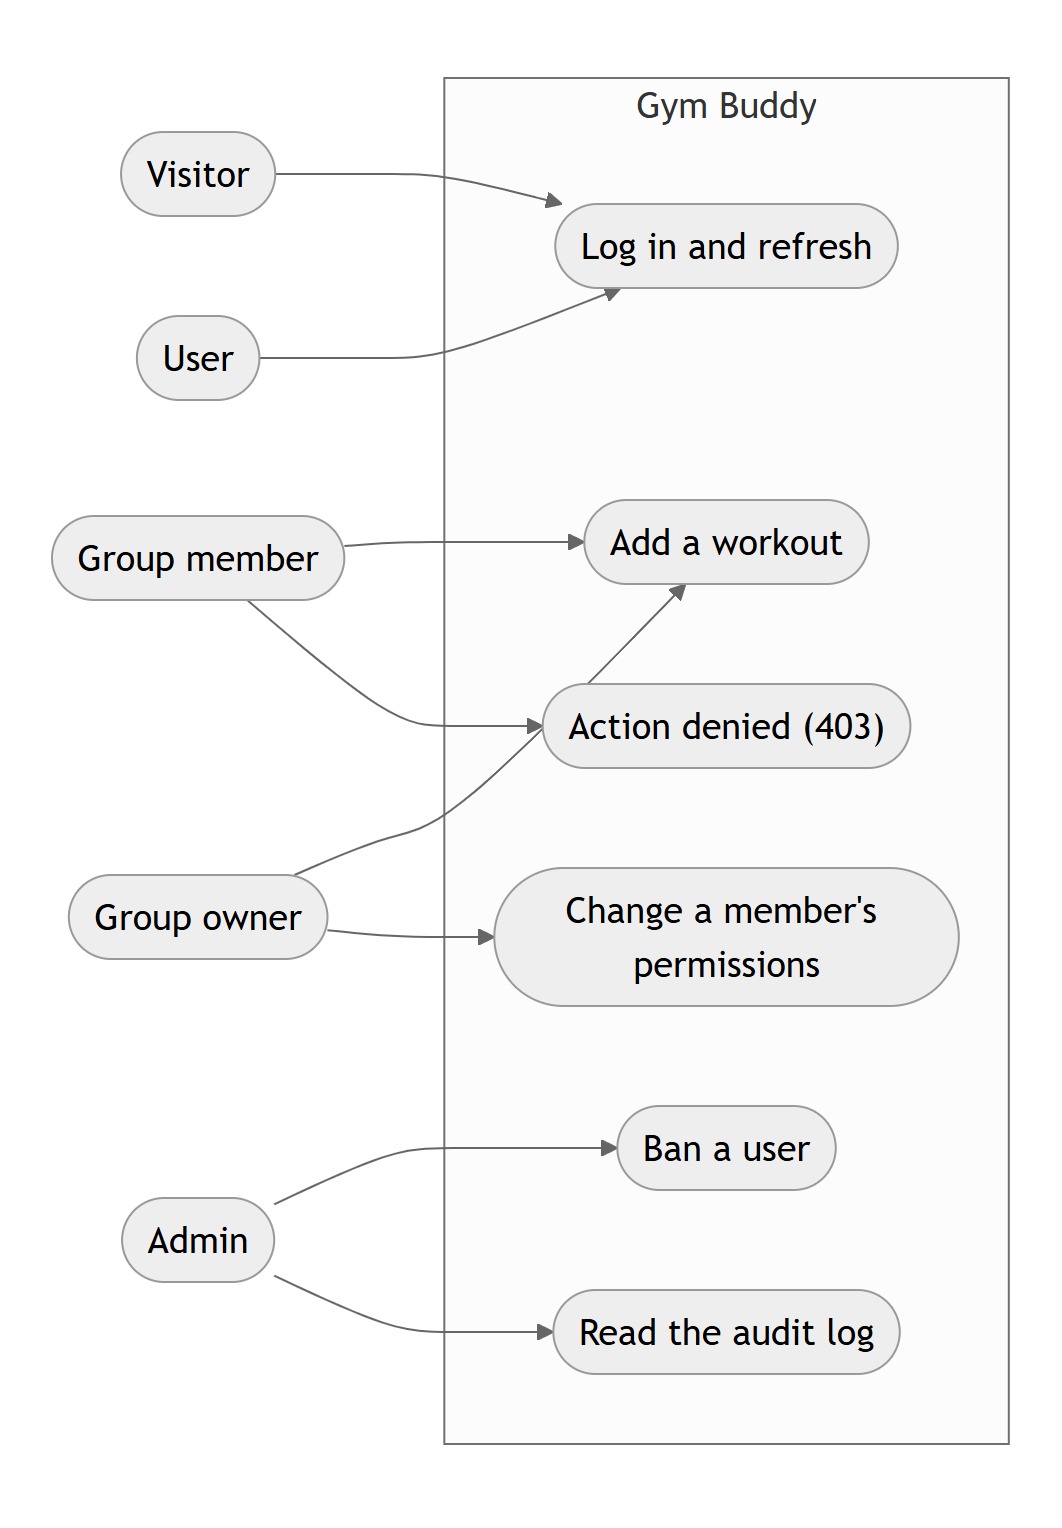 Gym Buddy
Visitor
Log in and refresh
User
Group member
Add a workout
Action denied (403)
Group owner
Change a member's
permissions
Ban a user
Admin
Read the audit log